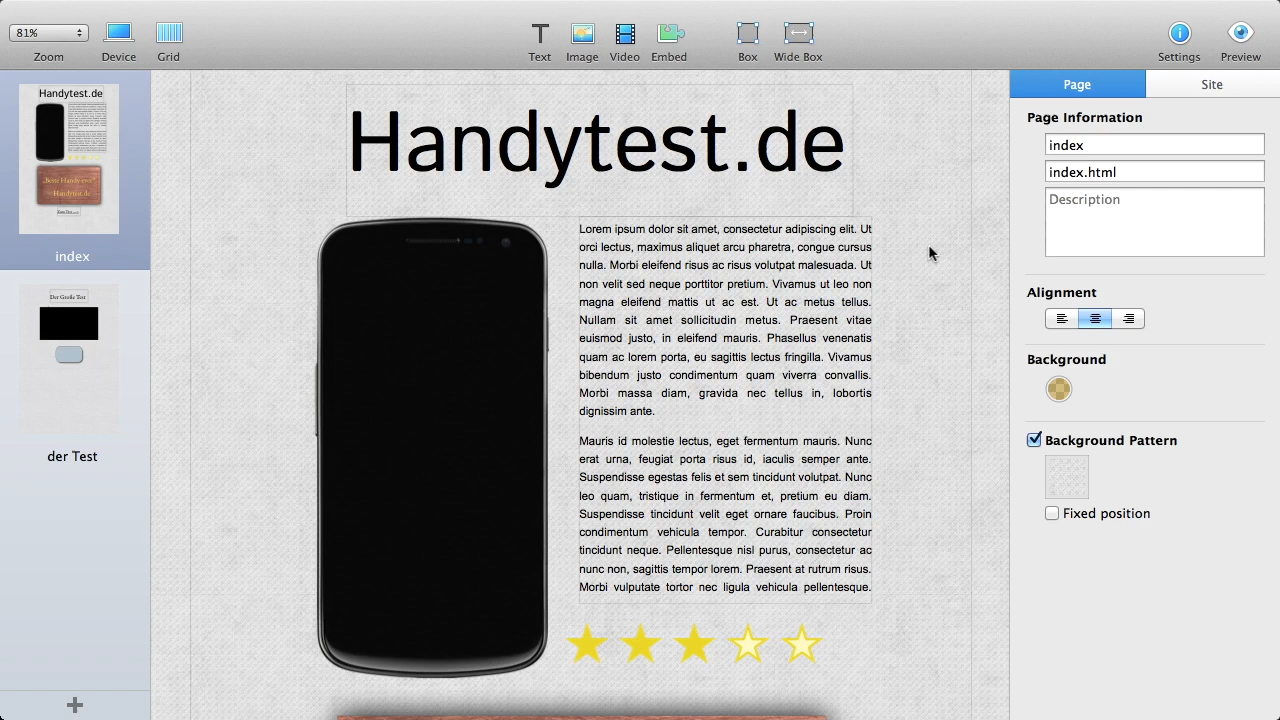 81%
Zoom
Device
Grid
Text
Image
Video
Embed
Box
Wide Box
Settings
Preview
Handytest.de
„Beste Handy ever"
Handytest.de
index
Der Große Test
der Test
Handytest.de
Lorem ipsum dolor sit amet, consectetur adipiscing elit. Ut
orci lectus, maximus aliquet arcu pharetra, congue cursus
nulla. Morbi eleifend risus ac risus volutpat malesuada. Ut
non velit sed neque porttitor pretium. Vivamus ut leo non
magna eleifend mattis ut ac est. Ut ac metus tellus.
Nullam sit amet sollicitudin metus. Praesent vitae
euismod justo, in eleifend mauris. Phasellus venenatis
quam ac lorem porta, eu sagittis lectus fringilla. Vivamus
bibendum justo condimentum quam viverra convallis.
Morbi massa diam, gravida nec tellus in, lobortis
dignissim ante.
Mauris id molestie lectus, eget fermentum mauris. Nunc
erat urna, feugiat porta risus id, iaculis semper ante.
Suspendisse egestas felis et sem tincidunt volutpat. Nunc
leo quam, tristique in fermentum et, pretium eu diam.
Suspendisse tincidunt velit eget ornare faucibus. Proin
condimentum vehicula tempor. Curabitur consectetur
tincidunt neque. Pellentesque nisl purus, consectetur ac
nunc non, sagittis tempor lorem. Praesent at rutrum risus.
Morbi vulputate tortor nec ligula vehicula pellentesque.
Page
Site
Page Information
index
index.html
Description
Alignment
Background
Background Pattern
Fixed position